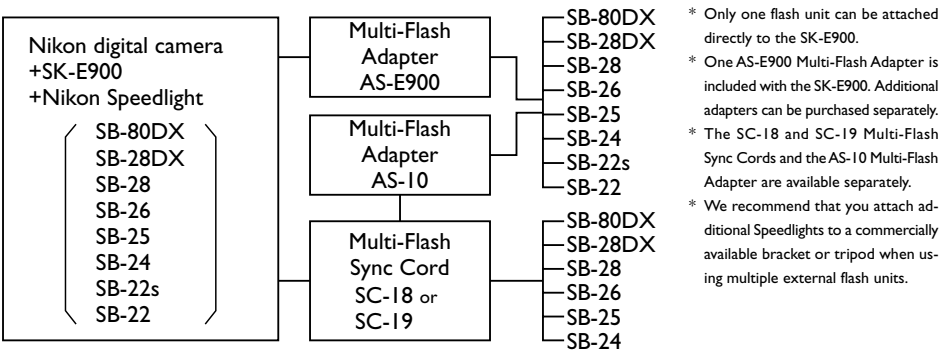 Nikon digital camera
+SK-E900
+Nikon Speedlight
SB-80DX
SB-28DX
SB-28
SB-26
SB-25
SB-24
SB-22s
SB-22
Multi-Flash
Adapter
AS-E900
Multi-Flash
Adapter
AS-10
Multi-Flash
Sync Cord
SC-18 or
SC-19
SB-80DX
SB-28DX
SB-28
SB-26
SB-25
SB-24
SB-22s
SB-22
SB-80DX
SB-28DX
SB-28
SB-26
SB-25
SB-24
* Only one flash unit can be attached
directly to the SK-E900.
* One AS-E900 Multi-Flash Adapter is
included with the SK-E900. Additional
adapters can be purchased separately.
* The SC-18 and SC-19 Multi-Flash
Sync Cords and the AS-10 Multi-Flash
Adapter are available separately.
* We recommend that you attach ad-
ditional Speedlights to a commercially
available bracket or tripod when us-
ing multiple external flash units.